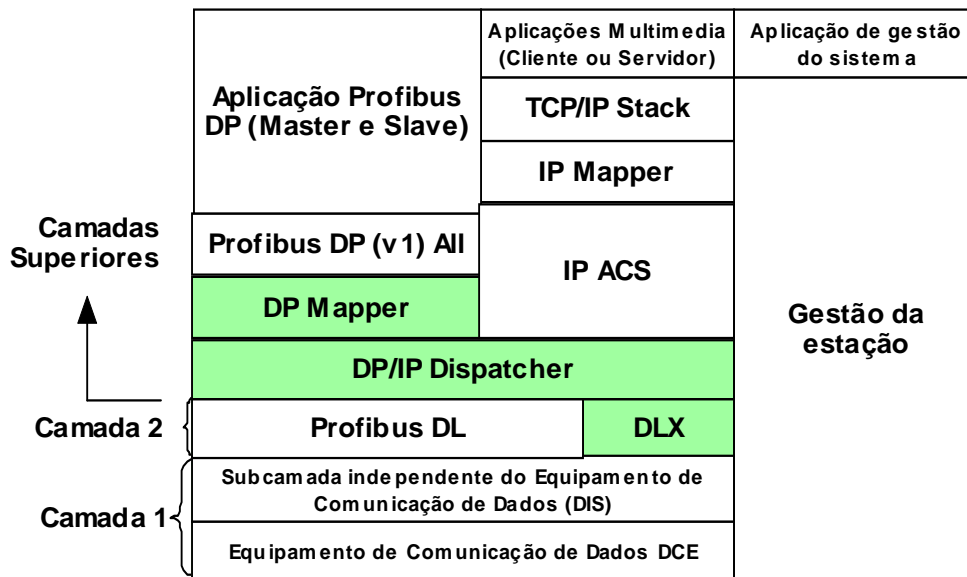 Aplicação Profibus
DP (Master e Slave)
Aplicações Multimedia
(Cliente ou Servidor)
Aplicação de gestão
do sistema
TCP/IP Stack
IP Mapper
Camadas
Superiores
Profibus DP (v1) All
IP ACS
DP Mapper
Gestão da
estação
DP/IP Dispatcher
Camada 2
Profibus DL
DLX
Camada 1
Subcamada independente do Equipamento de
Comunicação de Dados (DIS)
Equipamento de Comunicação de Dados DCE